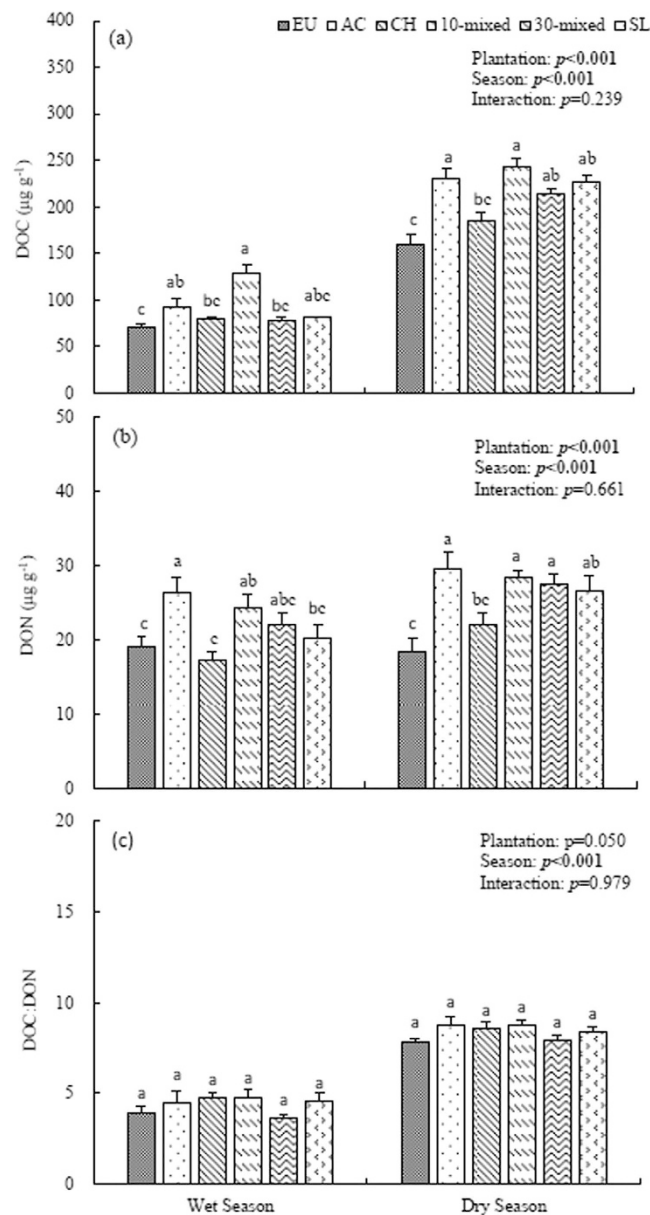 EU AC CH 10-mixed 30-mixed SL
(a)
Plantation: p<0.001
Season: p<0.001
Interaction: p=0.239
400
350
300
250
200
150
100
50
0
DOC (µg g-1)
c ab bc a bc abc
c a bc a ab ab
(b)
Plantation: p<0.001
Season: p<0.001
Interaction: p=0.661
50
40
30
20
10
0
DON (µg g-1)
c a c ab abc bc
c a bc a a ab
(c)
Plantation: p=0.050
Season: p<0.001
Interaction: p=0.979
20
15
10
5
0
DOC:DON
a a a a a a
a a a a a a
Wet Season Dry Season